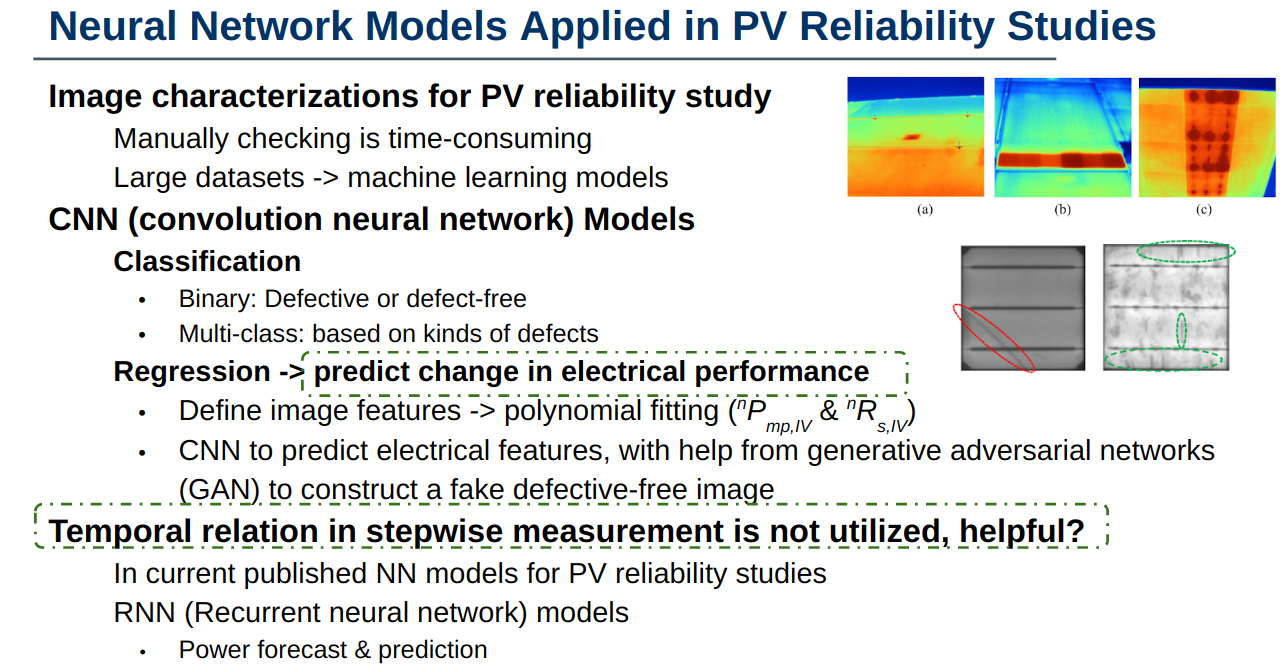 Neural Network Models Applied in PV Reliability Studies
Image characterizations for PV reliability study
Manually checking is time-consuming
Large datasets -> machine learning models
(a) (b) (c)
CNN (convolution neural network) Models
Classification
• Binary: Defective or defect-free
• Multi-class: based on kinds of defects
Regression -> predict change in electrical performance
• Define image features -> polynomial fitting (ⁿP_mp,IV & ⁿR_s,IV)
• CNN to predict electrical features, with help from generative adversarial networks
(GAN) to construct a fake defective-free image
Temporal relation in stepwise measurement is not utilized, helpful?
In current published NN models for PV reliability studies
RNN (Recurrent neural network) models
• Power forecast & prediction